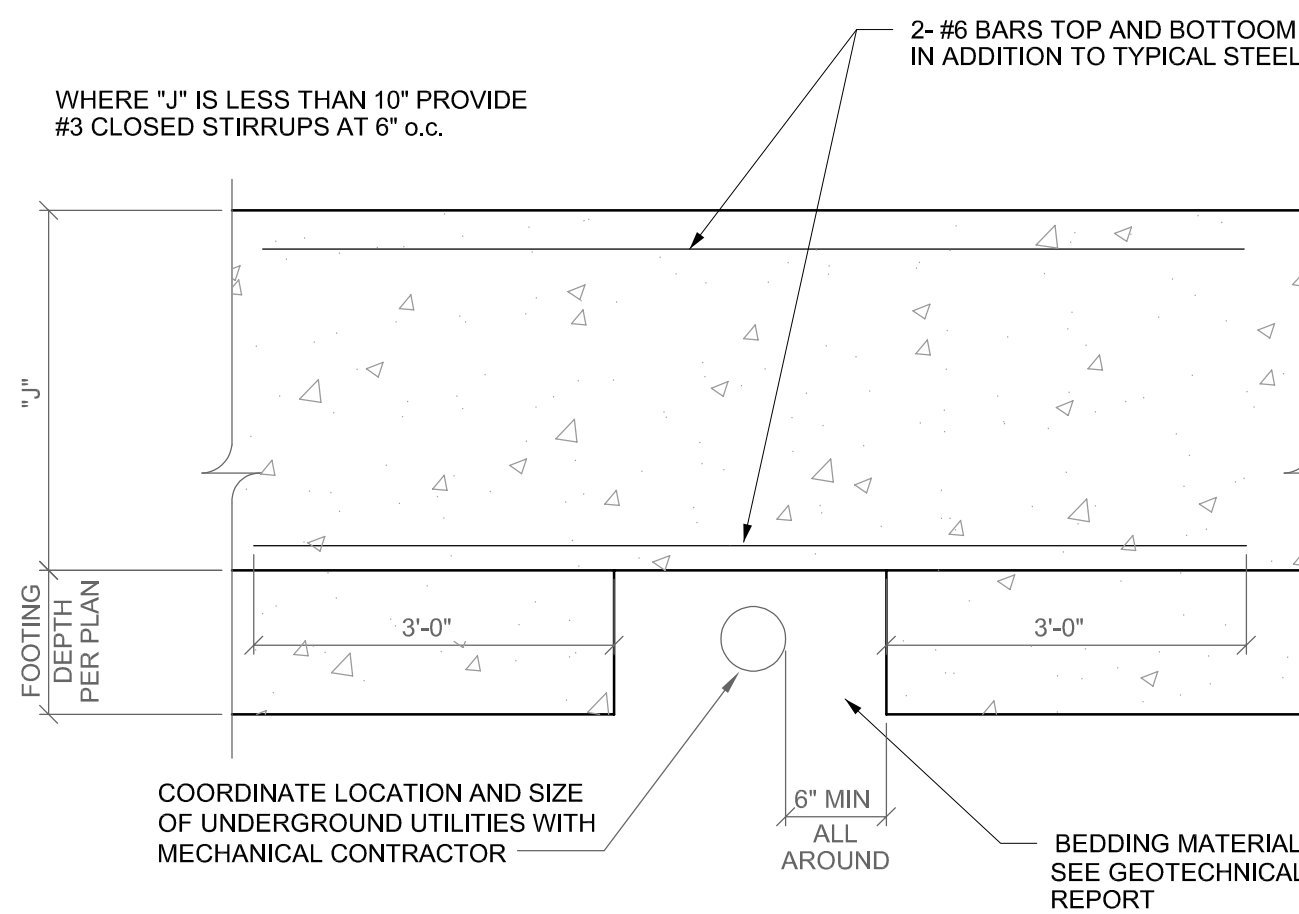 2- #6 BARS TOP AND BOTTOOM
IN ADDITION TO TYPICAL STEEL
WHERE "J" IS LESS THAN 10" PROVIDE
#3 CLOSED STIRRUPS AT 6" o.c.
"J"
FOOTING
DEPTH
PER PLAN
3'-0"
3'-0"
COORDINATE LOCATION AND SIZE
OF UNDERGROUND UTILITIES WITH
MECHANICAL CONTRACTOR
6" MIN
ALL
AROUND
BEDDING MATERIAL
SEE GEOTECHNICAL
REPORT